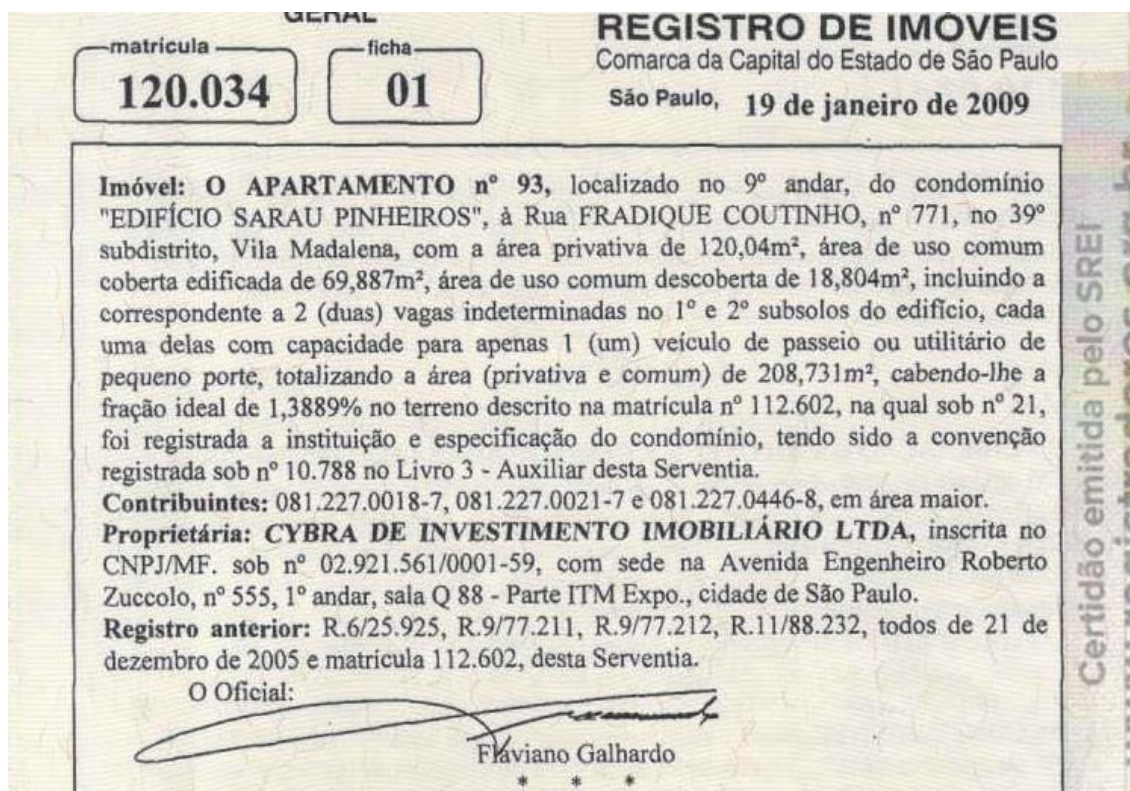 GERAL
REGISTRO DE IMÓVEIS
Comarca da Capital do Estado de São Paulo
matrícula
120.034
ficha
01
São Paulo, 19 de janeiro de 2009
Imóvel: O APARTAMENTO nº 93, localizado no 9º andar, do condomínio
"EDIFÍCIO SARAU PINHEIROS", à Rua FRADIQUE COUTINHO, nº 771, no 39º
subdistrito, Vila Madalena, com a área privativa de 120,04m², área de uso comum
coberta edificada de 69,887m², área de uso comum descoberta de 18,804m², incluindo a
correspondente a 2 (duas) vagas indeterminadas no 1º e 2º subsolos do edifício, cada
uma delas com capacidade para apenas 1 (um) veículo de passeio ou utilitário de
pequeno porte, totalizando a área (privativa e comum) de 208,731m², cabendo-lhe a
fração ideal de 1,3889% no terreno descrito na matrícula nº 112.602, na qual sob nº 21,
foi registrada a instituição e especificação do condomínio, tendo sido a convenção
registrada sob nº 10.788 no Livro 3 - Auxiliar desta Serventia.
Contribuintes: 081.227.0018-7, 081.227.0021-7 e 081.227.0446-8, em área maior.
Proprietária: CYBRA DE INVESTIMENTO IMOBILIÁRIO LTDA, inscrita no
CNPJ/MF. sob nº 02.921.561/0001-59, com sede na Avenida Engenheiro Roberto
Zuccolo, nº 555, 1º andar, sala Q 88 - Parte ITM Expo., cidade de São Paulo.
Registro anterior: R.6/25.925, R.9/77.211, R.9/77.212, R.11/88.232, todos de 21 de
dezembro de 2005 e matrícula 112.602, desta Serventia.
O Oficial:
Flaviano Galhardo
* * *
Certidão emitida pelo SREI